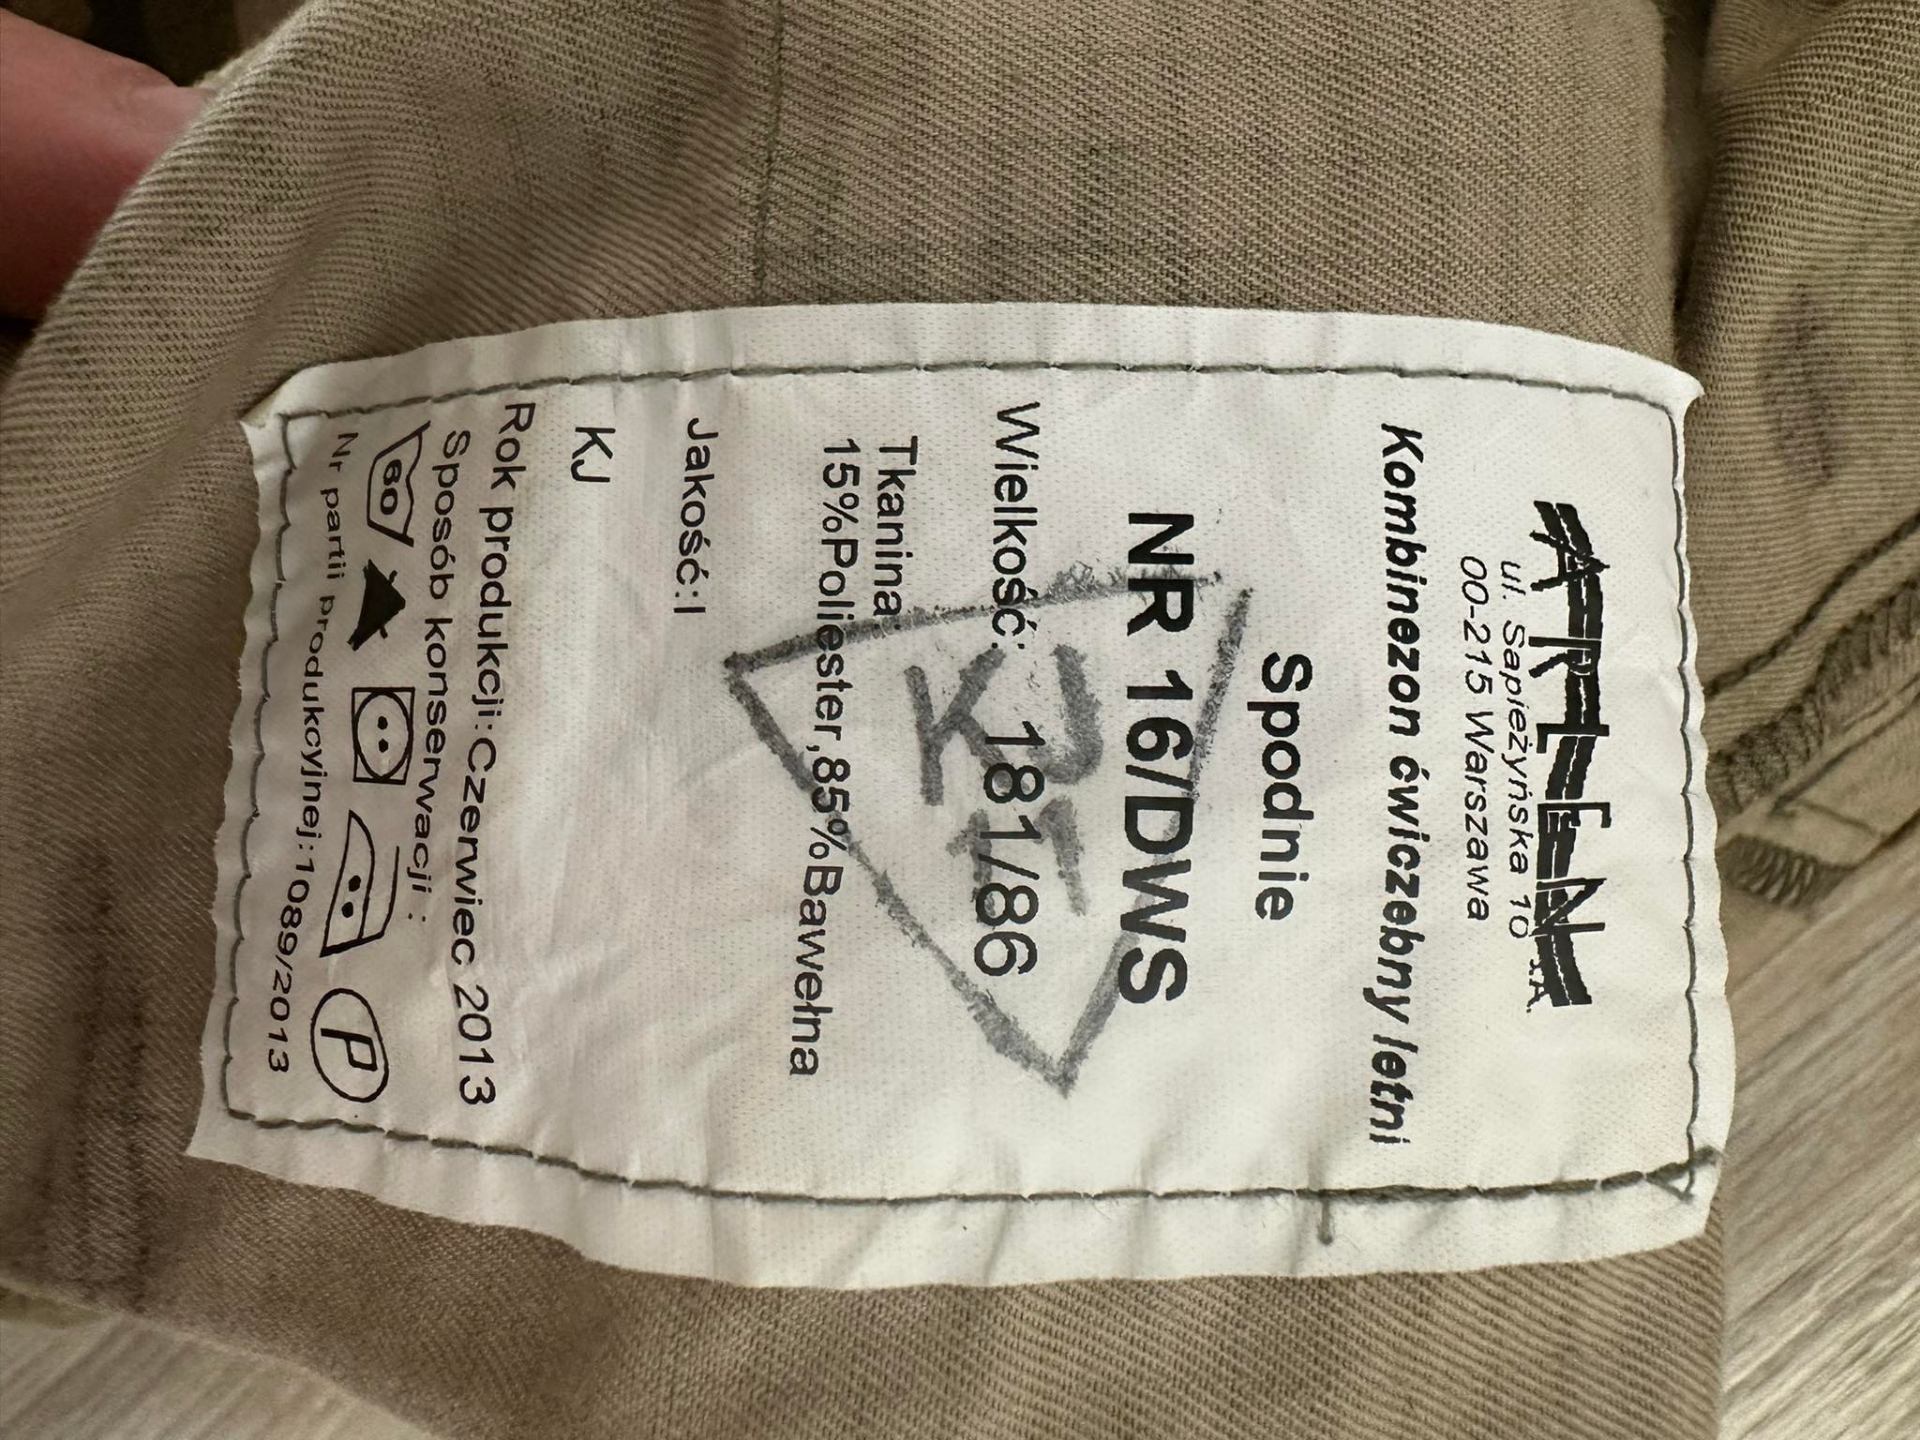 ARLEN S.A.
ul. Sapieżyńska 10
00-215 Warszawa
Kombinezon ćwiczebny letni
Spodnie
NR 16/DWS
Wielkość: 181/86
KJ
11
Tkanina:
15%Poliester,85%Bawełna
Jakość:I
KJ
Rok produkcji:Czerwiec 2013
Sposób konserwacji :
60
P
Nr partii produkcyjnej:1089/2013